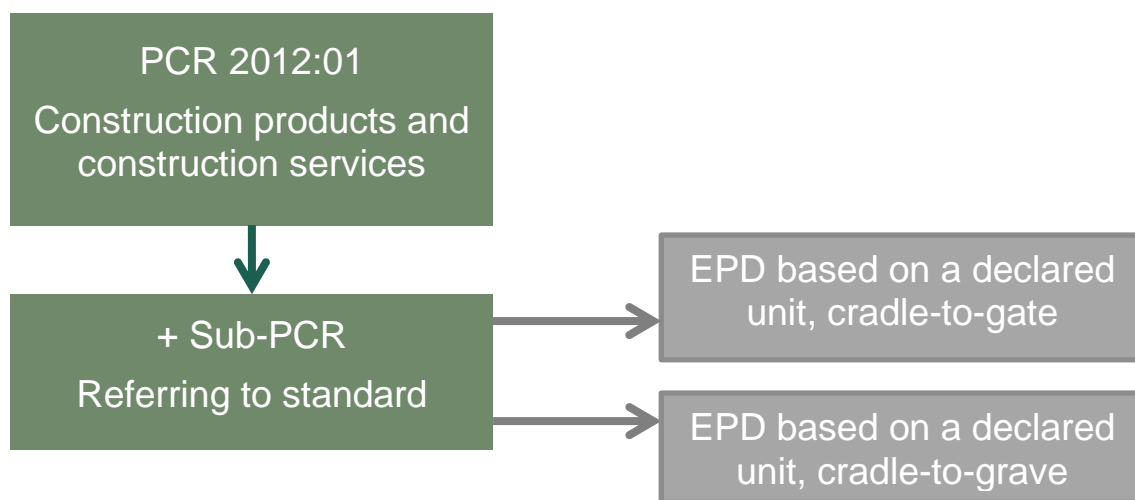 PCR 2012:01
Construction products and
construction services
+ Sub-PCR
Referring to standard
EPD based on a declared
unit, cradle-to-gate
EPD based on a declared
unit, cradle-to-grave